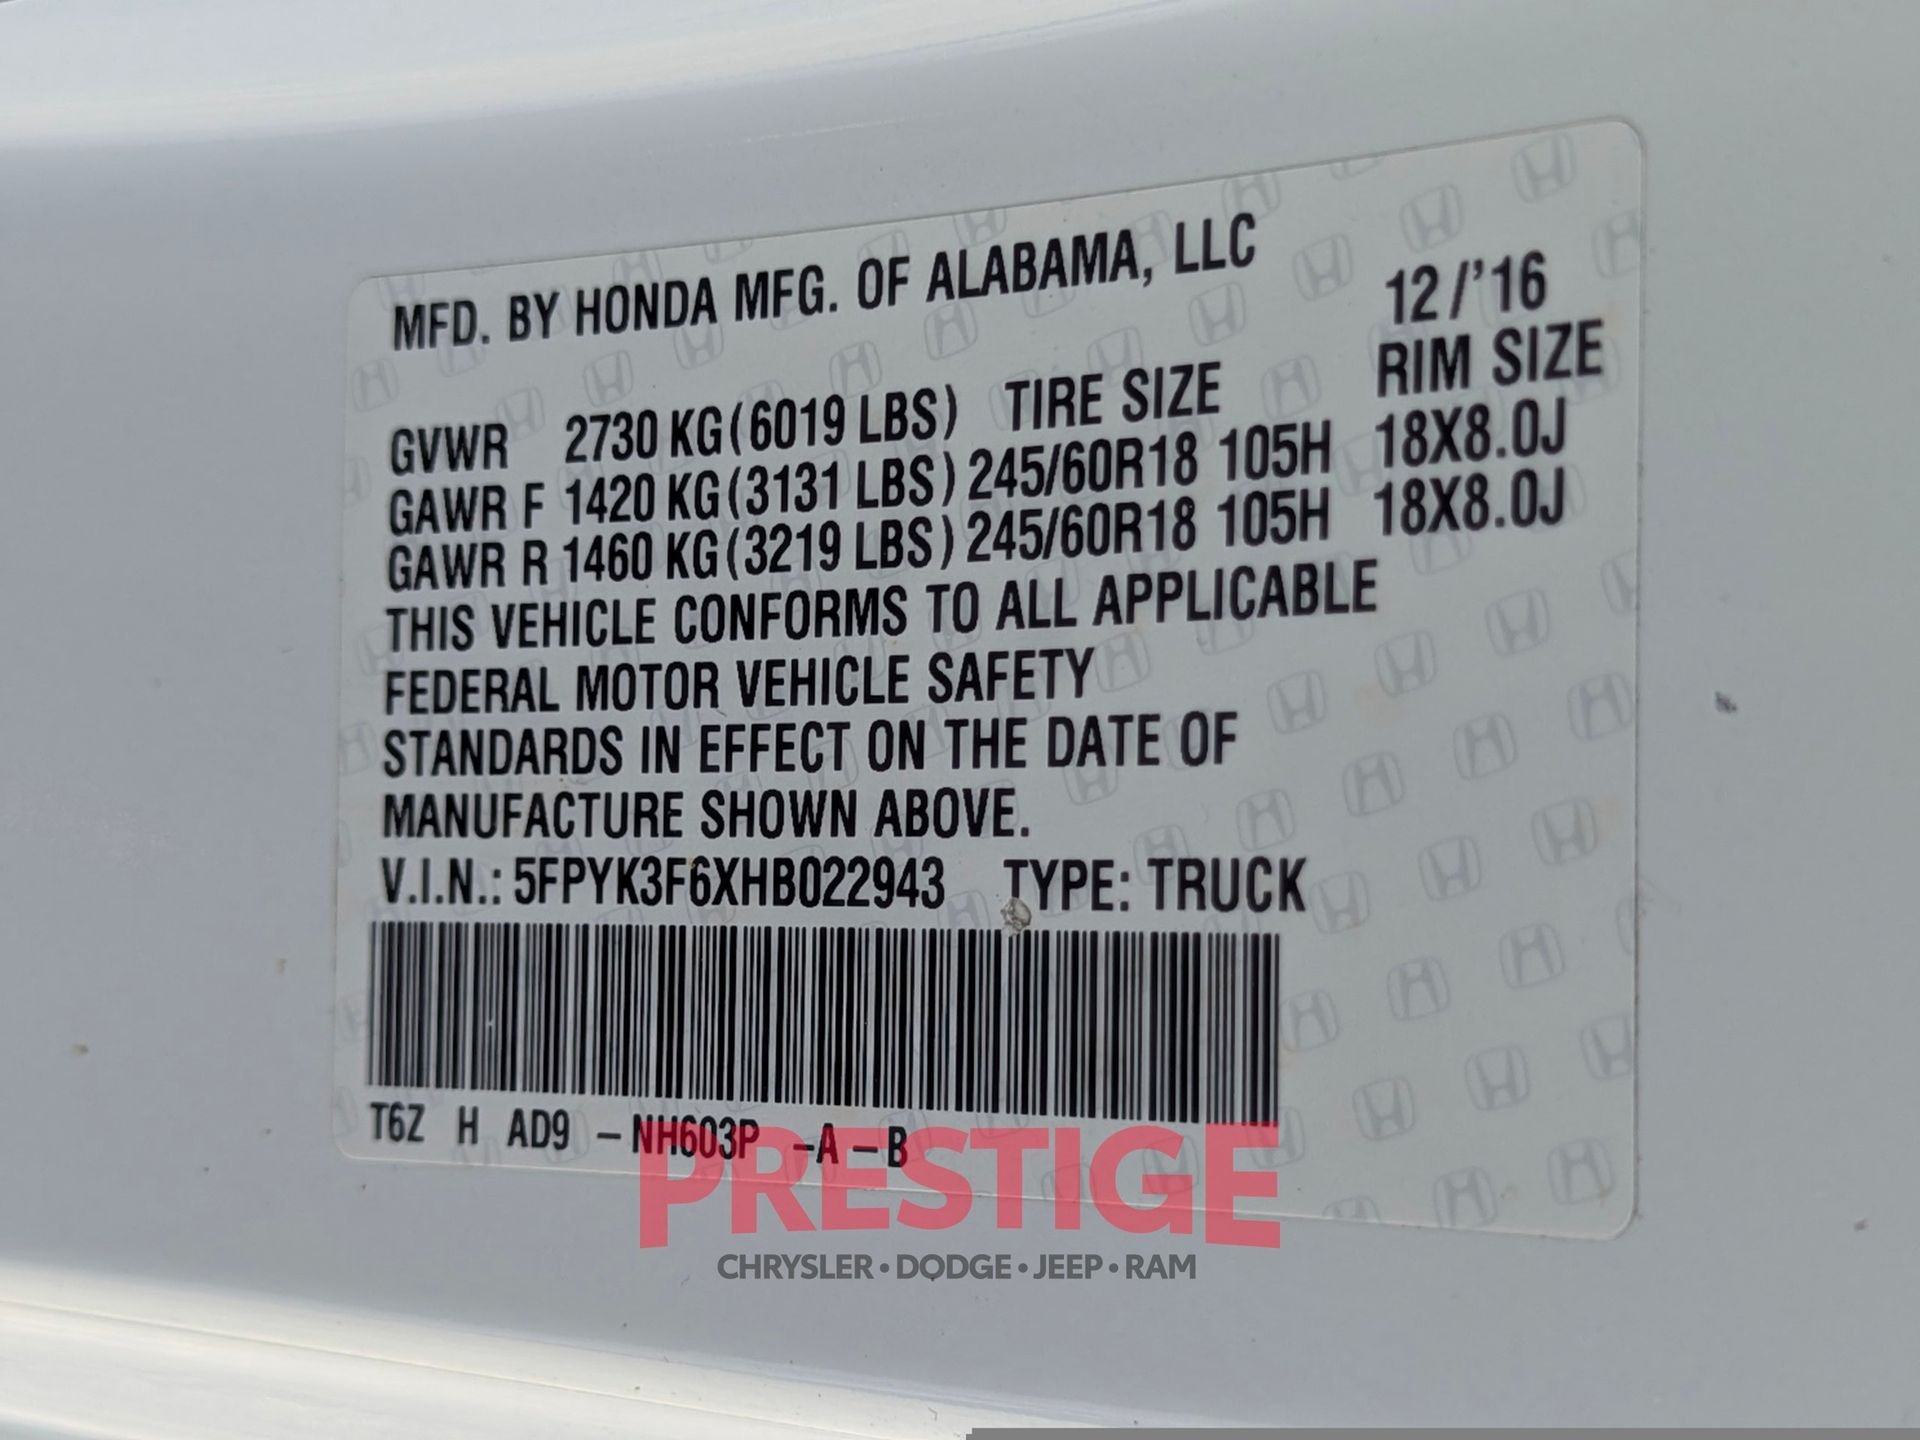 MFD. BY HONDA MFG. OF ALABAMA, LLC
12/'16
GVWR 2730 KG (6019 LBS) TIRE SIZE RIM SIZE
GAWR F 1420 KG (3131 LBS) 245/60R18 105H 18X8.0J
GAWR R 1460 KG (3219 LBS) 245/60R18 105H 18X8.0J
THIS VEHICLE CONFORMS TO ALL APPLICABLE
FEDERAL MOTOR VEHICLE SAFETY
STANDARDS IN EFFECT ON THE DATE OF
MANUFACTURE SHOWN ABOVE.
V.I.N.: 5FPYK3F6XHB022943 TYPE: TRUCK
T6Z H AD9 – NH603P -A – B
PRESTIGE
CHRYSLER • DODGE • JEEP • RAM